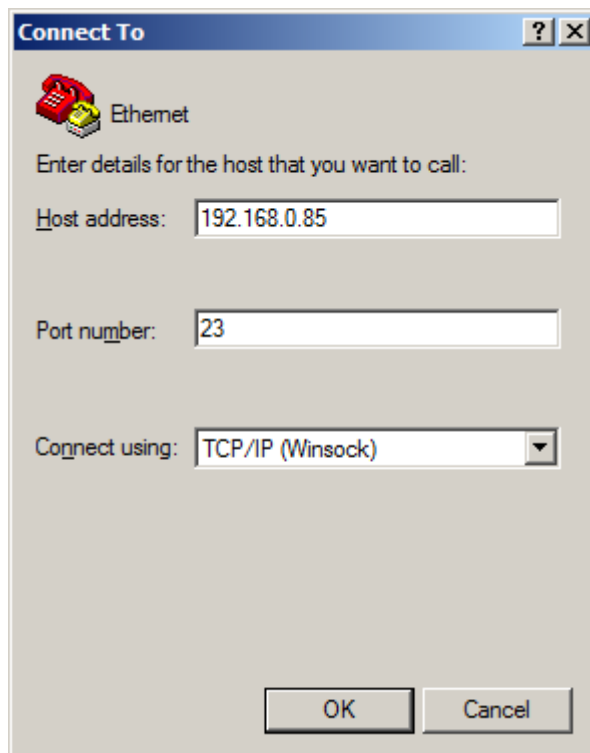 Connect To
Ethernet
Enter details for the host that you want to call:
Host address: 192.168.0.85
Port number: 23
Connect using: TCP/IP (Winsock)
OK Cancel